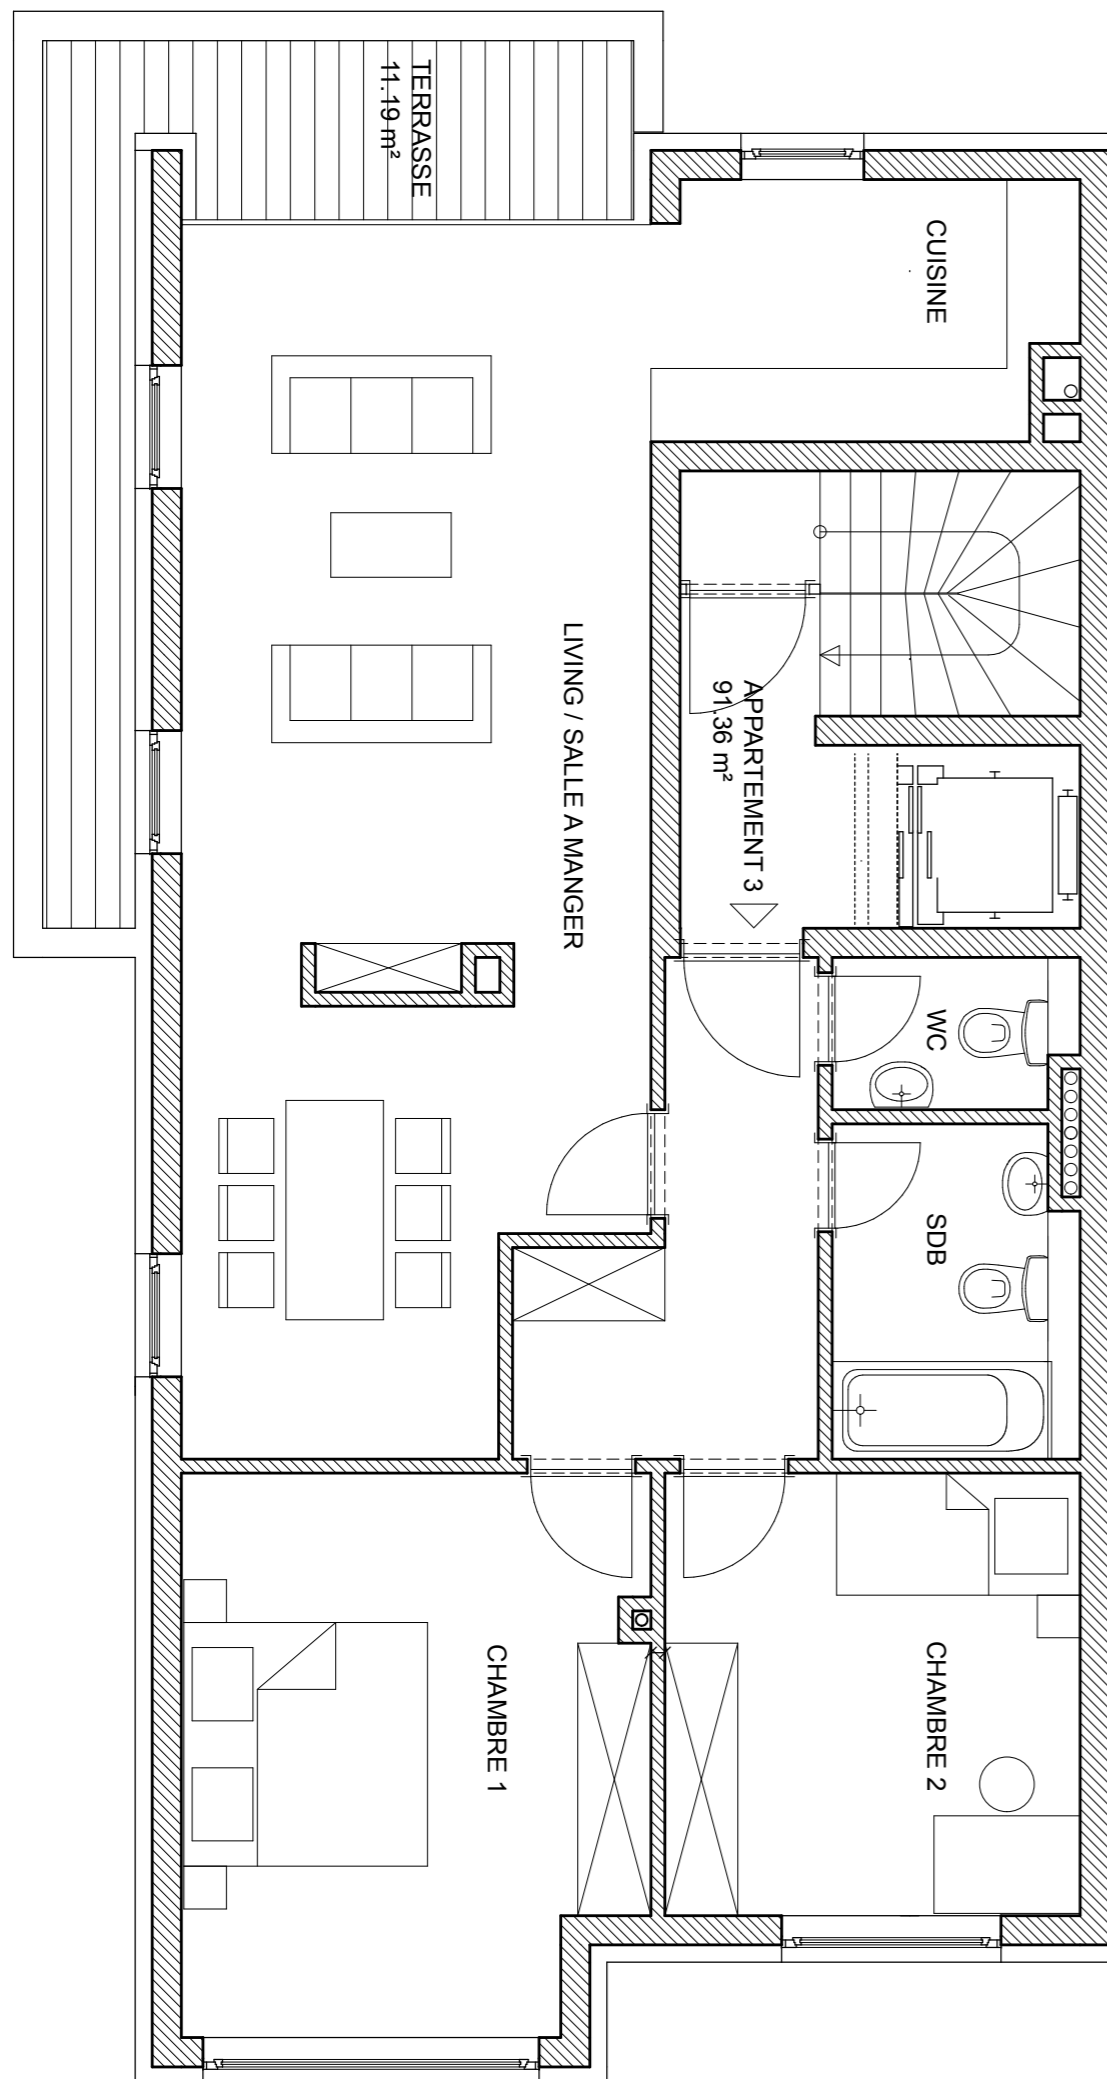 TERRASSE
11.19 m²
CUISINE
LIVING / SALLE A MANGER
APPARTEMENT 3
91.36 m²
WC
SDB
CHAMBRE 1
CHAMBRE 2